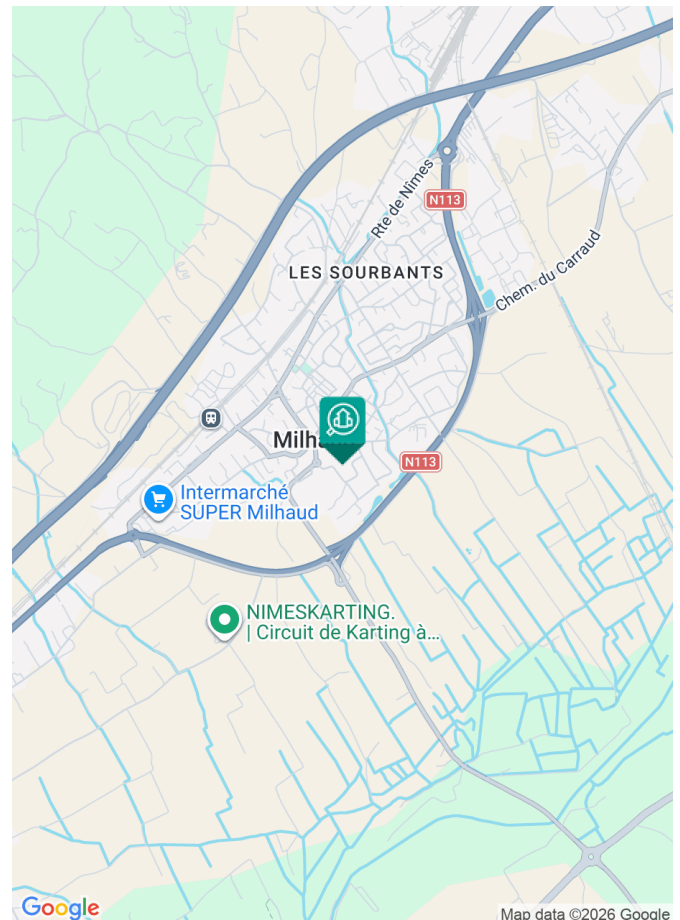 Rte de Nîmes
N113
LES SOURBANTS
Chem. du Carraud
Milha
N113
Intermarché
SUPER Milhaud
NIMESKARTING.
| Circuit de Karting à...
Google
Map data ©2026 Google